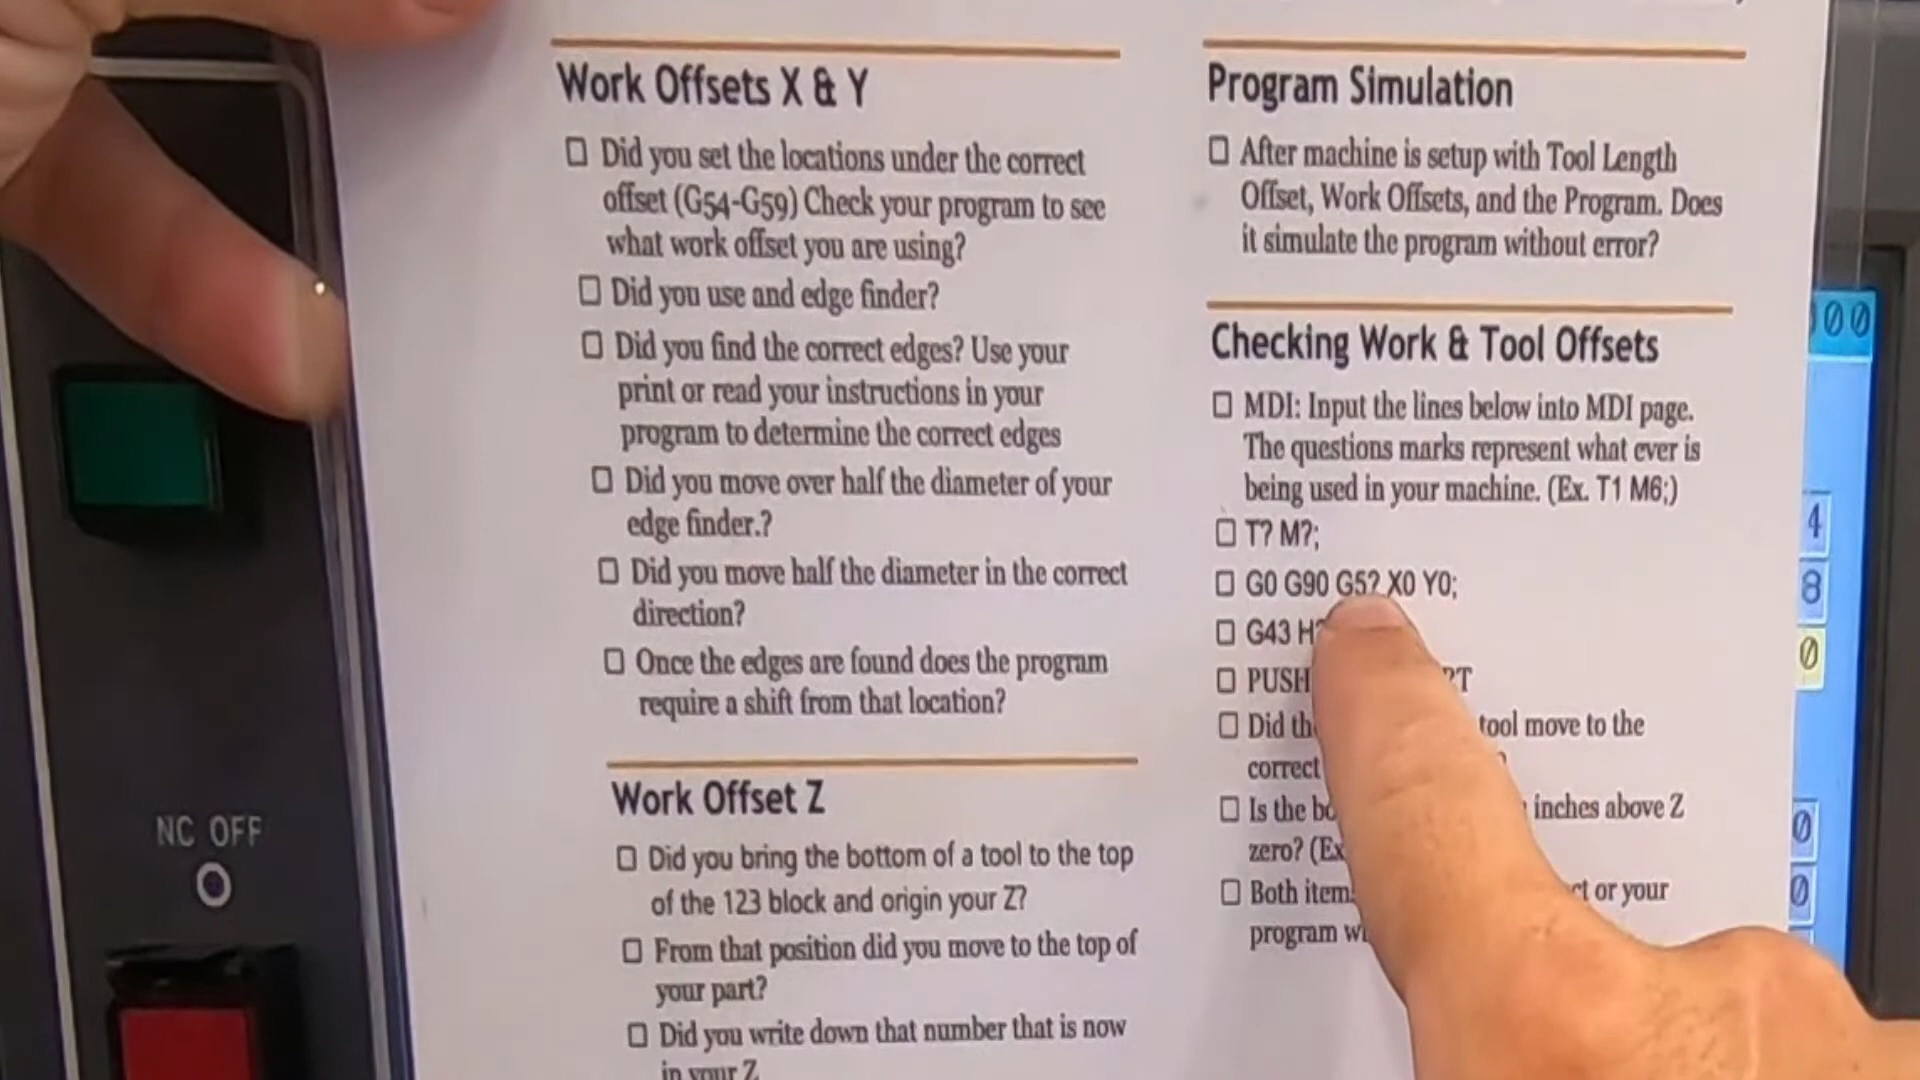 Work Offsets X & Y
☐ Did you set the locations under the correct
offset (G54-G59) Check your program to see
what work offset you are using?
☐ Did you use and edge finder?
☐ Did you find the correct edges? Use your
print or read your instructions in your
program to determine the correct edges
☐ Did you move over half the diameter of your
edge finder.?
☐ Did you move half the diameter in the correct
direction?
☐ Once the edges are found does the program
require a shift from that location?
Work Offset Z
☐ Did you bring the bottom of a tool to the top
of the 123 block and origin your Z?
☐ From that position did you move to the top of
your part?
☐ Did you write down that number that is now
in your Z
Program Simulation
☐ After machine is setup with Tool Length
Offset, Work Offsets, and the Program. Does
it simulate the program without error?
Checking Work & Tool Offsets
☐ MDI: Input the lines below into MDI page.
The questions marks represent what ever is
being used in your machine. (Ex. T1 M6;)
☐ T? M?;
☐ G0 G90 G5? X0 Y0;
☐ G43
☐ PUSH
☐ Did tool move to the
correct
☐ Is the inches above Z
zero? (Ex
☐ Both or your
program
NC OFF
00
4
8
0
0
0